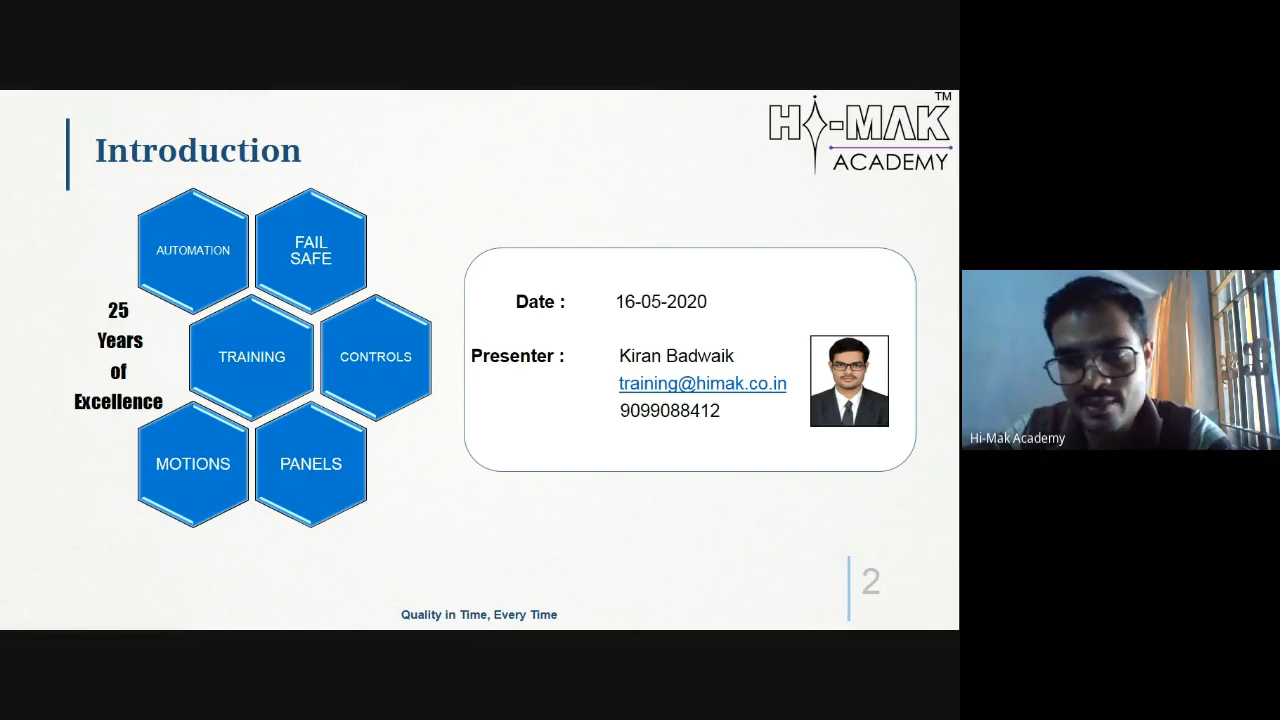 Introduction
HI-MAK
TM
ACADEMY
AUTOMATION
FAIL
SAFE
25
Years
of
Excellence
TRAINING
CONTROLS
MOTIONS
PANELS
Date : 16-05-2020
Presenter : Kiran Badwaik
training@himak.co.in
9099088412
Hi-Mak Academy
2
Quality in Time, Every Time